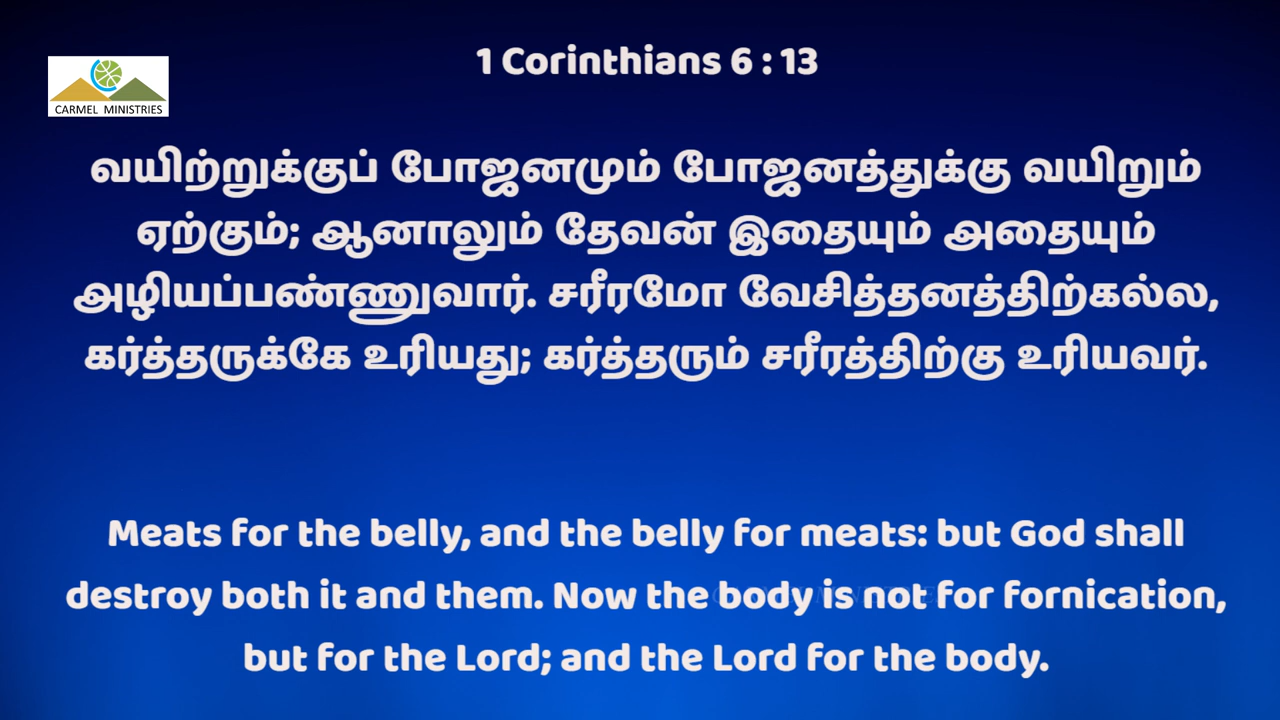 1 Corinthians 6 : 13
CARMEL MINISTRIES
வயிற்றுக்குப் போஜனமும் போஜனத்துக்கு வயிறும்
ஏற்கும்; ஆனாலும் தேவன் இதையும் அதையும்
அழியப்பண்ணுவார். சரீரமோ வேசித்தனத்திற்கல்ல,
கர்த்தருக்கே உரியது; கர்த்தரும் சரீரத்திற்கு உரியவர்.
Meats for the belly, and the belly for meats: but God shall
destroy both it and them. Now the body is not for fornication,
but for the Lord; and the Lord for the body.